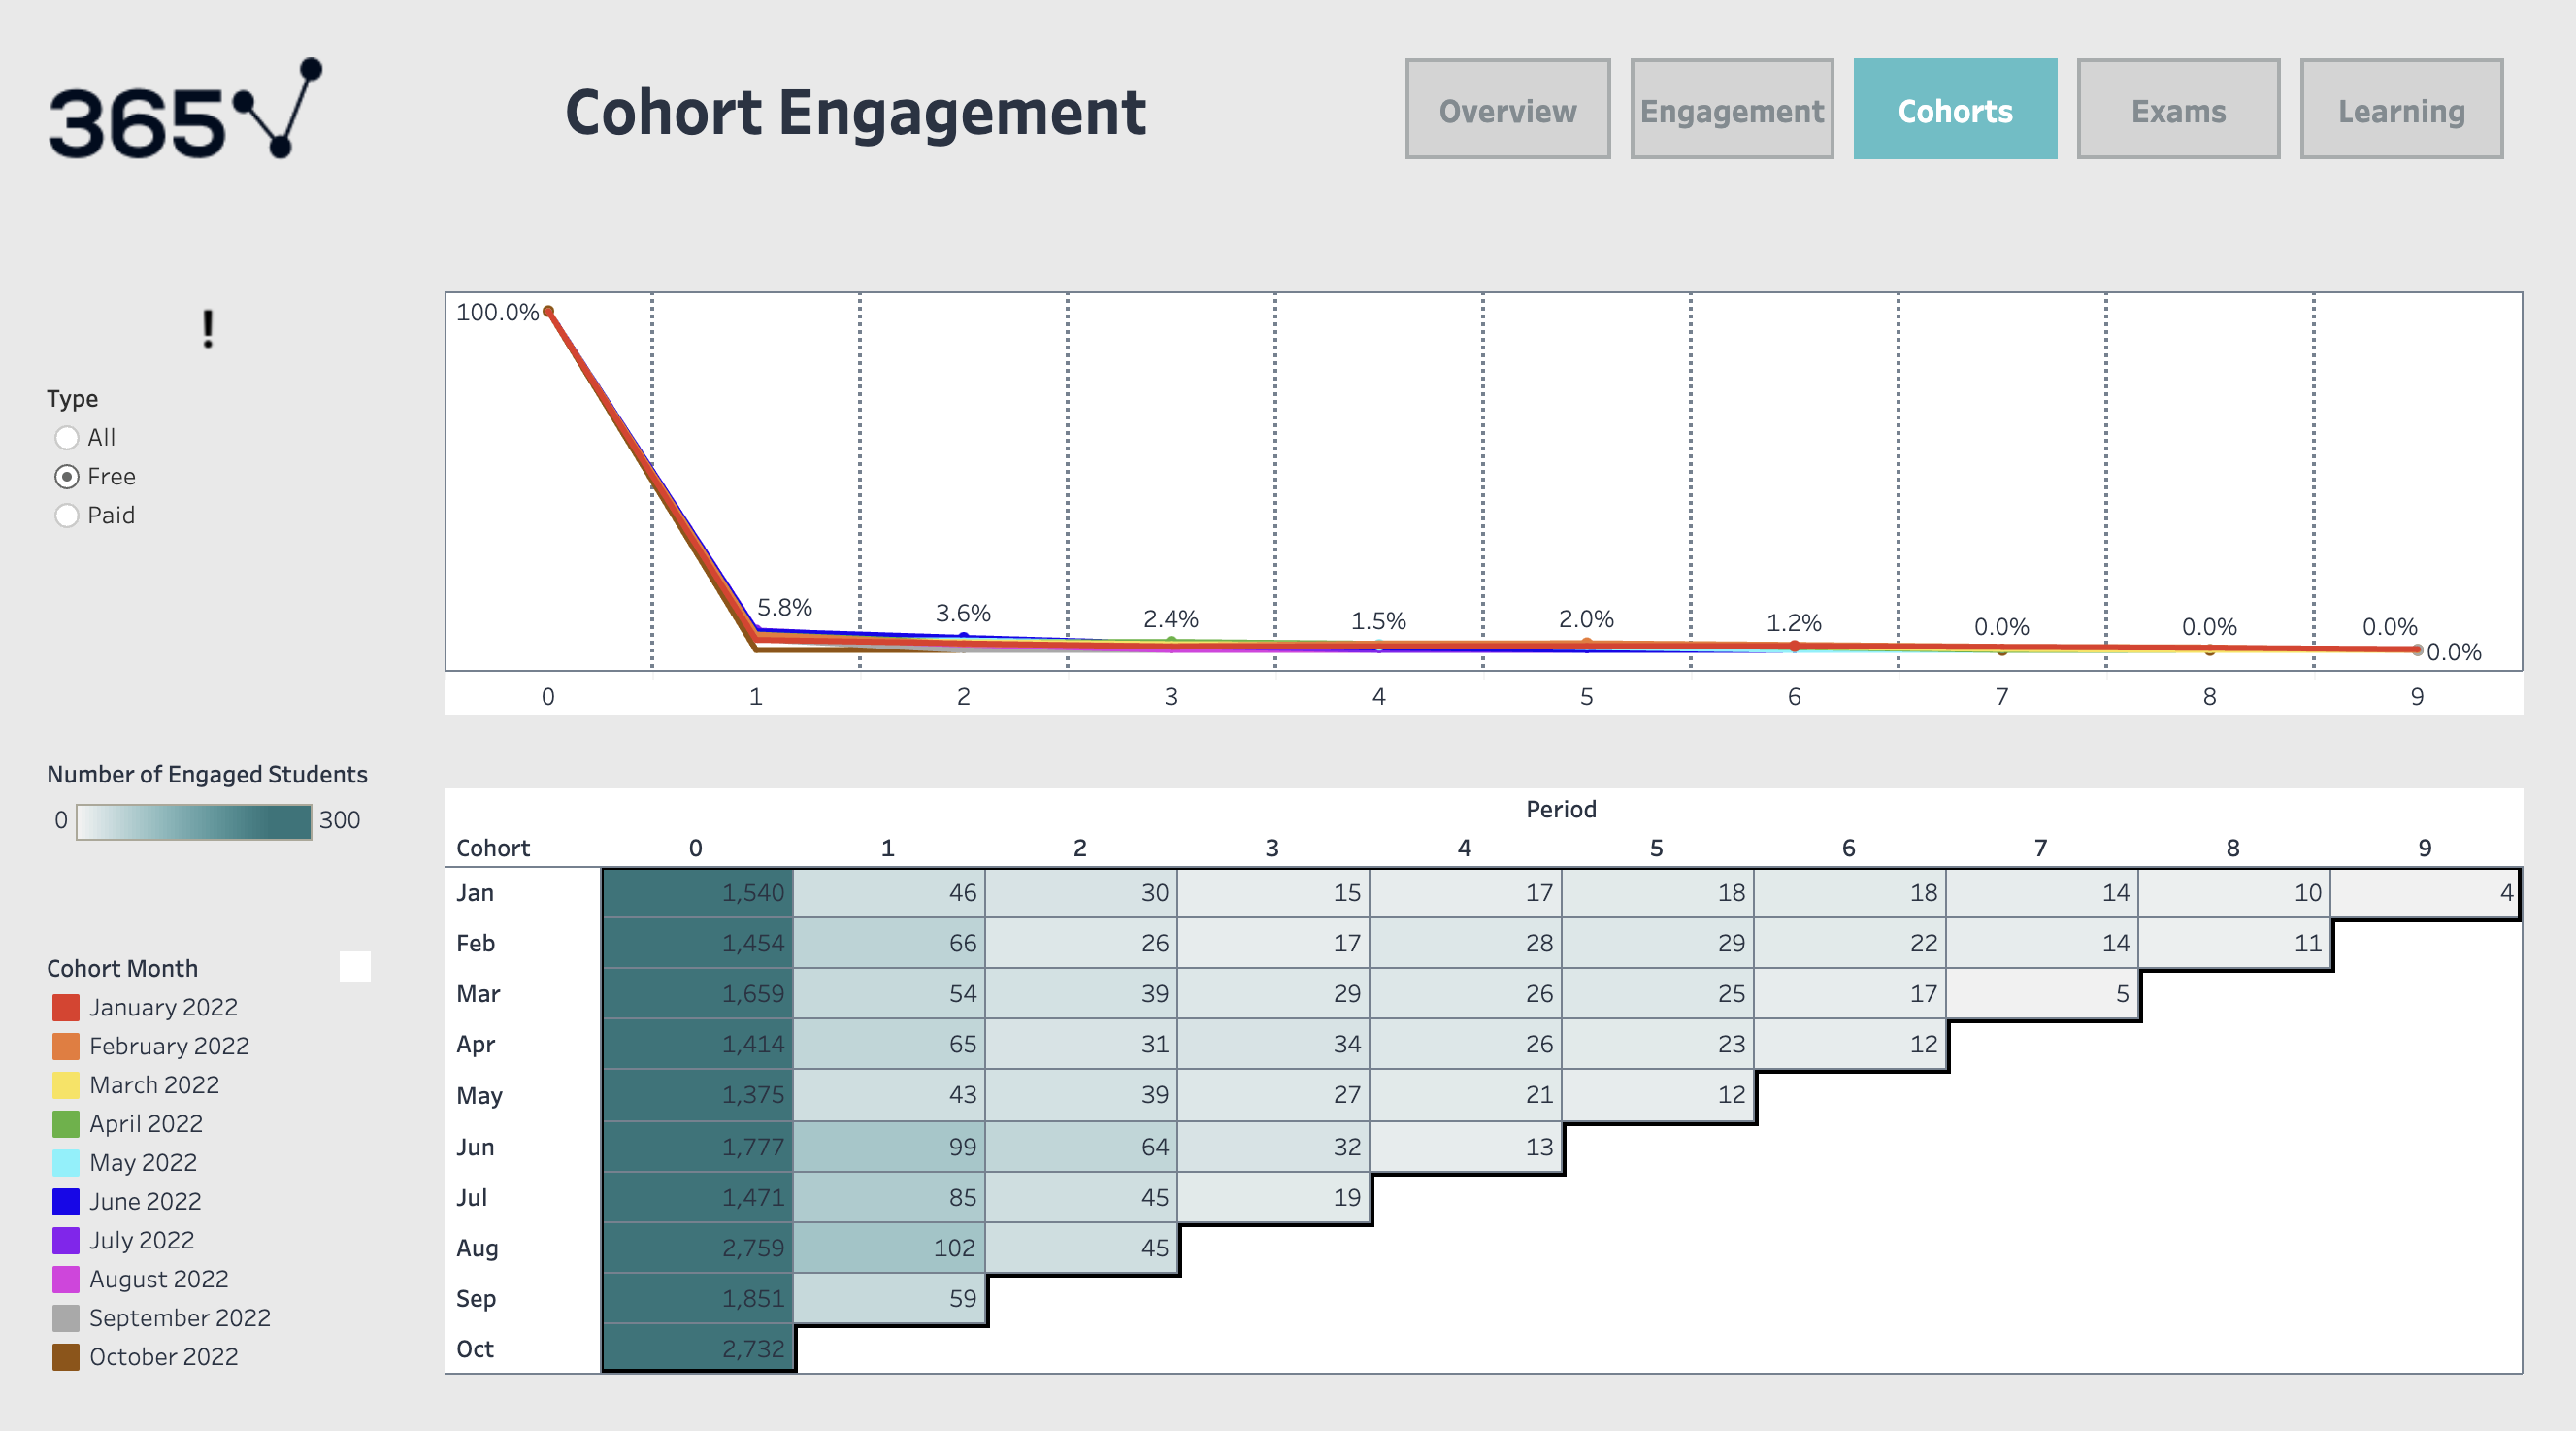 365
Cohort Engagement
Overview
Engagement
Cohorts
Exams
Learning
!
Type
All
Free
Paid
100.0%
5.8%
3.6%
2.4%
1.5%
2.0%
1.2%
0.0%
0.0%
0.0%
0.0%
0 1 2 3 4 5 6 7 8 9
Number of Engaged Students
0 300
Cohort Month
January 2022
February 2022
March 2022
April 2022
May 2022
June 2022
July 2022
August 2022
September 2022
October 2022
Period
Cohort 0 1 2 3 4 5 6 7 8 9
Jan 1,540 46 30 15 17 18 18 14 10 4
Feb 1,454 66 26 17 28 29 22 14 11
Mar 1,659 54 39 29 26 25 17 5
Apr 1,414 65 31 34 26 23 12
May 1,375 43 39 27 21 12
Jun 1,777 99 64 32 13
Jul 1,471 85 45 19
Aug 2,759 102 45
Sep 1,851 59
Oct 2,732